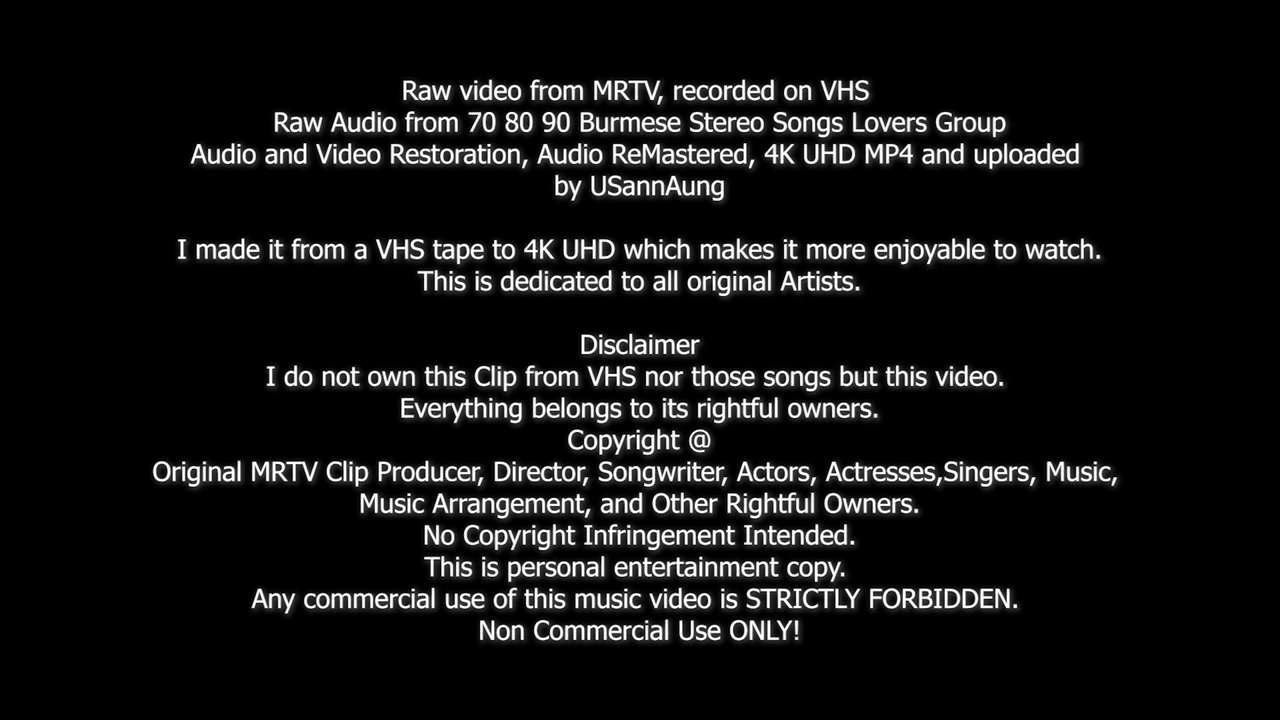 Raw video from MRTV, recorded on VHS
Raw Audio from 70 80 90 Burmese Stereo Songs Lovers Group
Audio and Video Restoration, Audio ReMastered, 4K UHD MP4 and uploaded
by USannAung
I made it from a VHS tape to 4K UHD which makes it more enjoyable to watch.
This is dedicated to all original Artists.
Disclaimer
I do not own this Clip from VHS nor those songs but this video.
Everything belongs to its rightful owners.
Copyright @
Original MRTV Clip Producer, Director, Songwriter, Actors, Actresses,Singers, Music,
Music Arrangement, and Other Rightful Owners.
No Copyright Infringement Intended.
This is personal entertainment copy.
Any commercial use of this music video is STRICTLY FORBIDDEN.
Non Commercial Use ONLY!